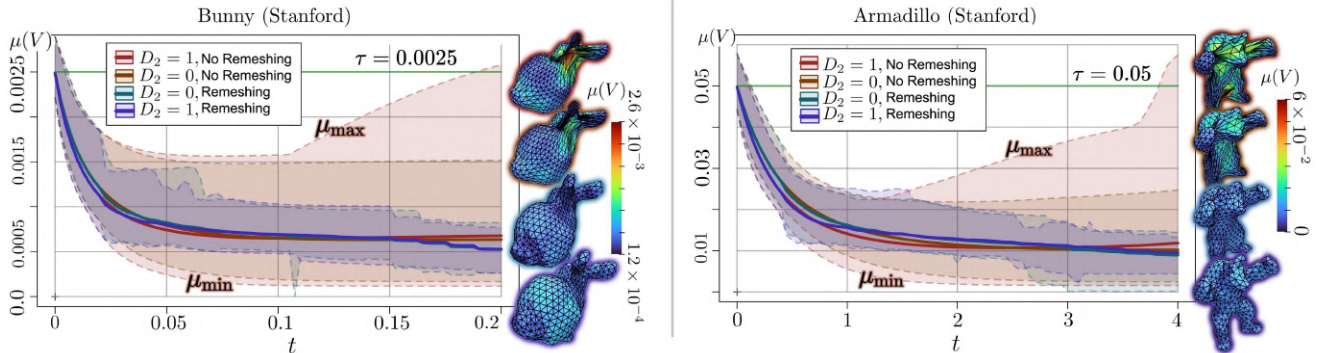 Bunny (Stanford)
μ(V)
τ = 0.0025
D₂ = 1, No Remeshing
D₂ = 0, No Remeshing
D₂ = 0, Remeshing
D₂ = 1, Remeshing
μ_max
μ_min
0.0025
0.0015
0.0005
0.0
0
0.05
0.1
0.15
0.2
t
μ(V)
2.6 × 10⁻³
1.2 × 10⁻⁴
Armadillo (Stanford)
μ(V)
τ = 0.05
D₂ = 1, No Remeshing
D₂ = 0, No Remeshing
D₂ = 0, Remeshing
D₂ = 1, Remeshing
μ_max
μ_min
0.05
0.03
0.01
0
1
2
3
4
t
μ(V)
6 × 10⁻²
0